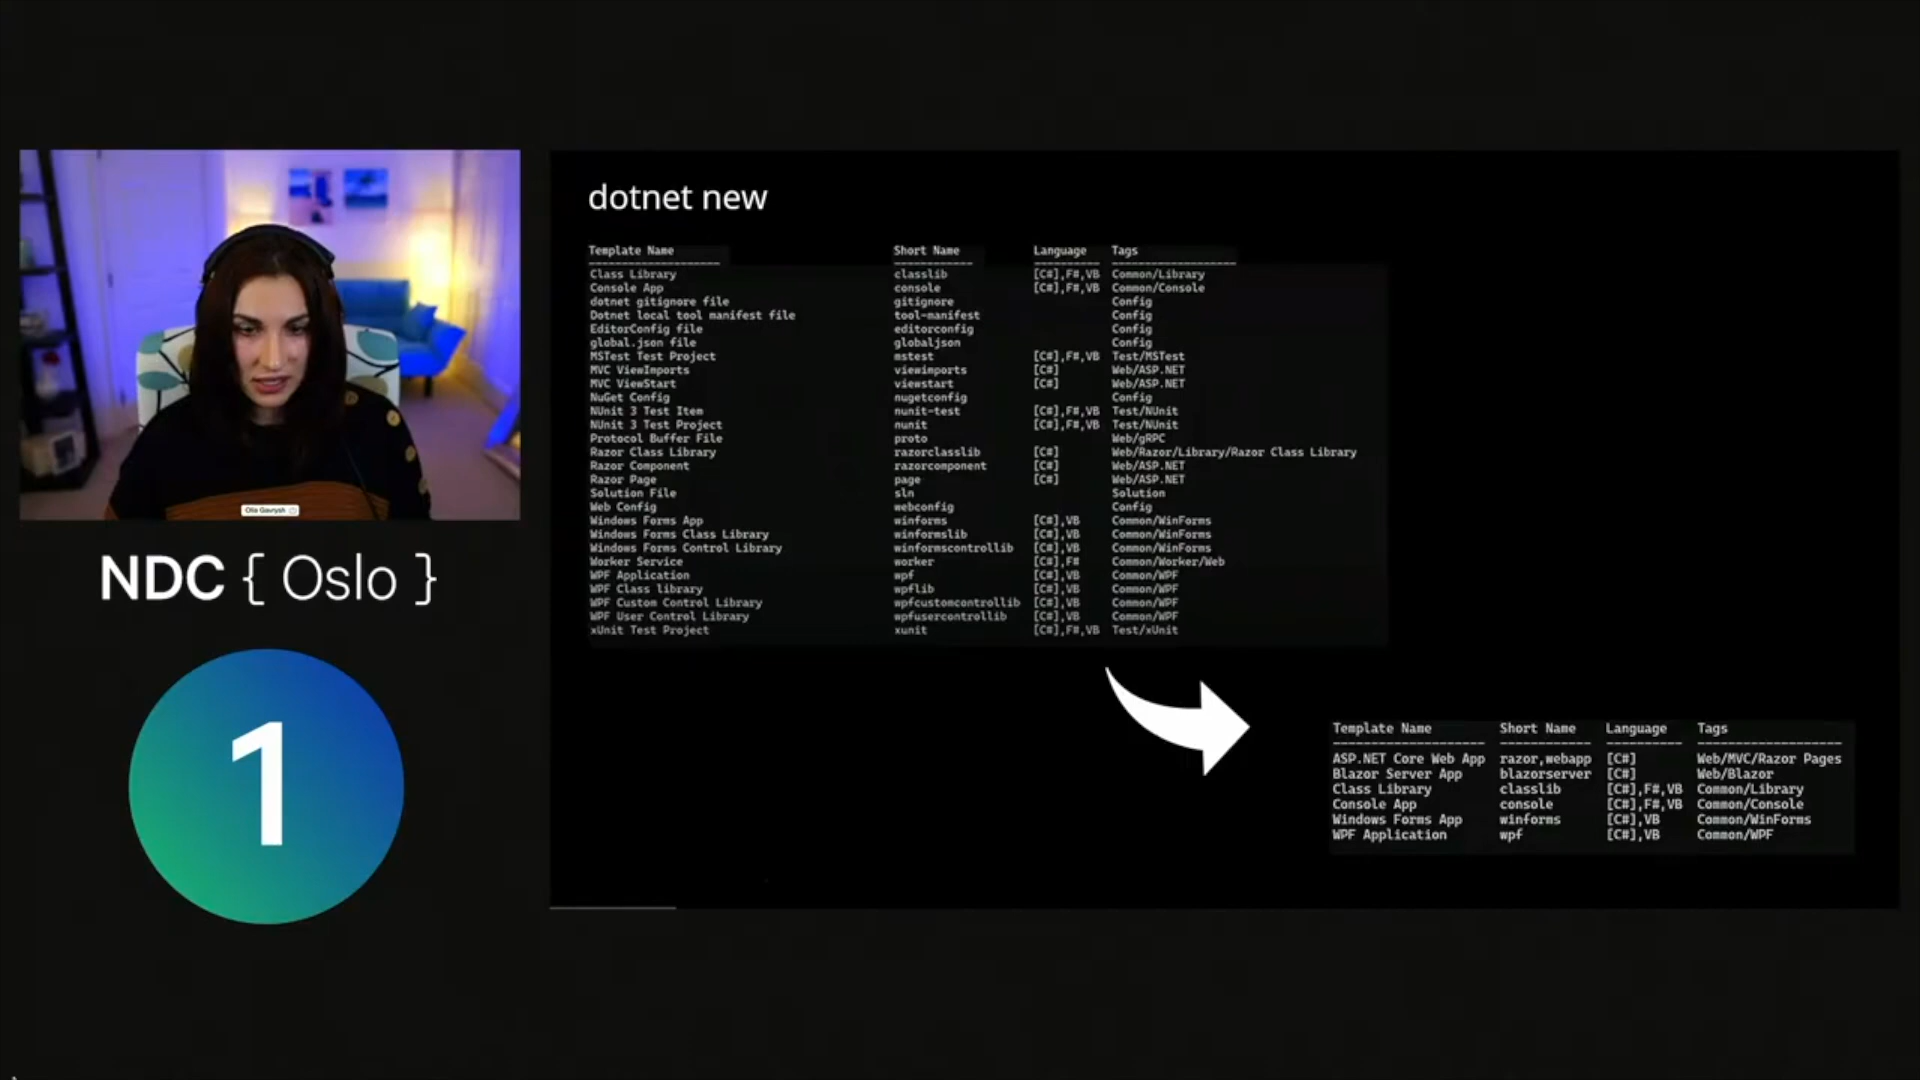 dotnet new
Template Name Short Name Language Tags
Class Library classlib [C#],F#,VB Common/Library
Console App console [C#],F#,VB Common/Console
dotnet gitignore file gitignore Config
Dotnet local tool manifest file tool-manifest Config
EditorConfig file editorconfig Config
global.json file globaljson Config
MSTest Test Project mstest [C#],F#,VB Test/MSTest
MVC ViewImports viewimports [C#] Web/ASP.NET
MVC ViewStart viewstart [C#] Web/ASP.NET
NuGet Config nugetconfig Config
NUnit 3 Test Item nunit-test [C#],F#,VB Test/NUnit
NUnit 3 Test Project nunit [C#],F#,VB Test/NUnit
Protocol Buffer File proto Web/gRPC
Razor Class Library razorclasslib [C#] Web/Razor/Library/Razor Class Library
Razor Component razorcomponent [C#] Web/ASP.NET
Razor Page page [C#] Web/ASP.NET
Solution File sln Solution
Web Config webconfig Config
Windows Forms App winforms [C#],VB Common/WinForms
Windows Forms Class Library winformslib [C#],VB Common/WinForms
Windows Forms Control Library winformscontrollib [C#],VB Common/WinForms
Worker Service worker [C#],F# Common/Worker/Web
WPF Application wpf [C#],VB Common/WPF
WPF Class library wpflib [C#],VB Common/WPF
WPF Custom Control Library wpfcustomcontrollib [C#],VB Common/WPF
WPF User Control Library wpfusercontrollib [C#],VB Common/WPF
xUnit Test Project xunit [C#],F#,VB Test/xUnit
Template Name Short Name Language Tags
ASP.NET Core Web App razor,webapp [C#] Web/MVC/Razor Pages
Blazor Server App blazorserver [C#] Web/Blazor
Class Library classlib [C#],F#,VB Common/Library
Console App console [C#],F#,VB Common/Console
Windows Forms App winforms [C#],VB Common/WinForms
WPF Application wpf [C#],VB Common/WPF
Olia Gavrysh
NDC { Oslo }
1